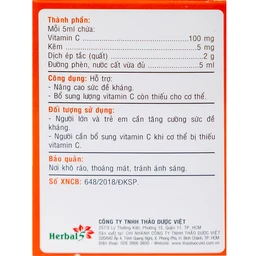 Thành phần:
Mỗi 5ml chứa:
Vitamin C 100 mg
Kẽm 5 mg
Dịch ép tắc (quất) 2 g
Đường phèn, nước cất vừa đủ 5 ml
Công dụng: Hỗ trợ:
- Nâng cao sức đề kháng.
- Bổ sung lượng vitamin C còn thiếu cho cơ thể.
Đối tượng sử dụng:
- Người lớn và trẻ em cần tăng cường sức đề kháng.
- Người cần bổ sung vitamin C khi cơ thể bị thiếu vitamin C.
Bảo quản:
Nơi khô ráo, thoáng mát, tránh ánh sáng.
Số XNCB: 648/2018/ĐKSP.
Herbal
CÔNG TY TNHH THẢO DƯỢC VIỆT